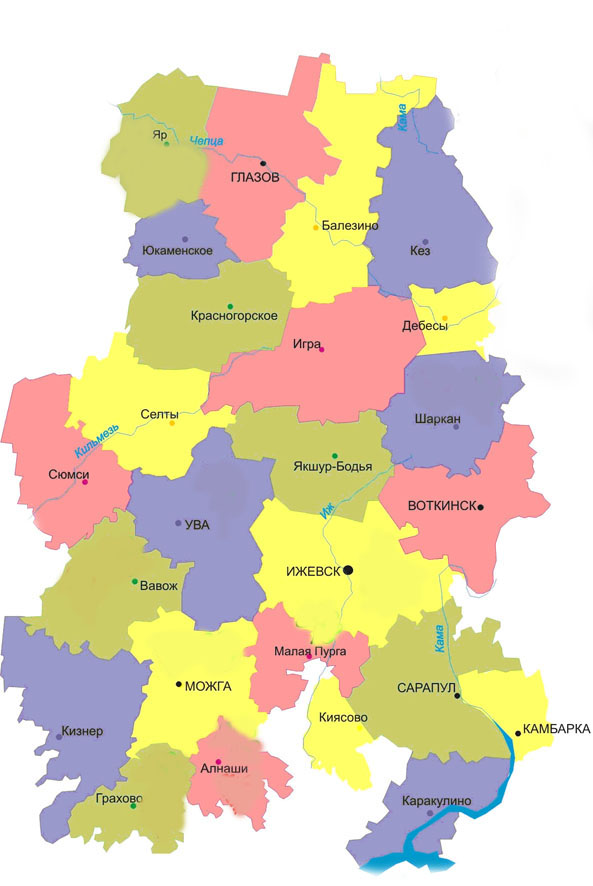 Кама
Яр
Чепца
ГЛАЗОВ
Балезино
Юкаменское
Кез
Красногорское
Дебесы
Игра
Селты
Шаркан
Кильмезь
Сюмси
Якшур-Бодья
ВОТКИНСК
Иж
УВА
ИЖЕВСК
Вавож
Кама
Малая Пурга
МОЖГА
САРАПУЛ
Киясово
Кизнер
КАМБАРКА
Алнаши
Грахово
Каракулино